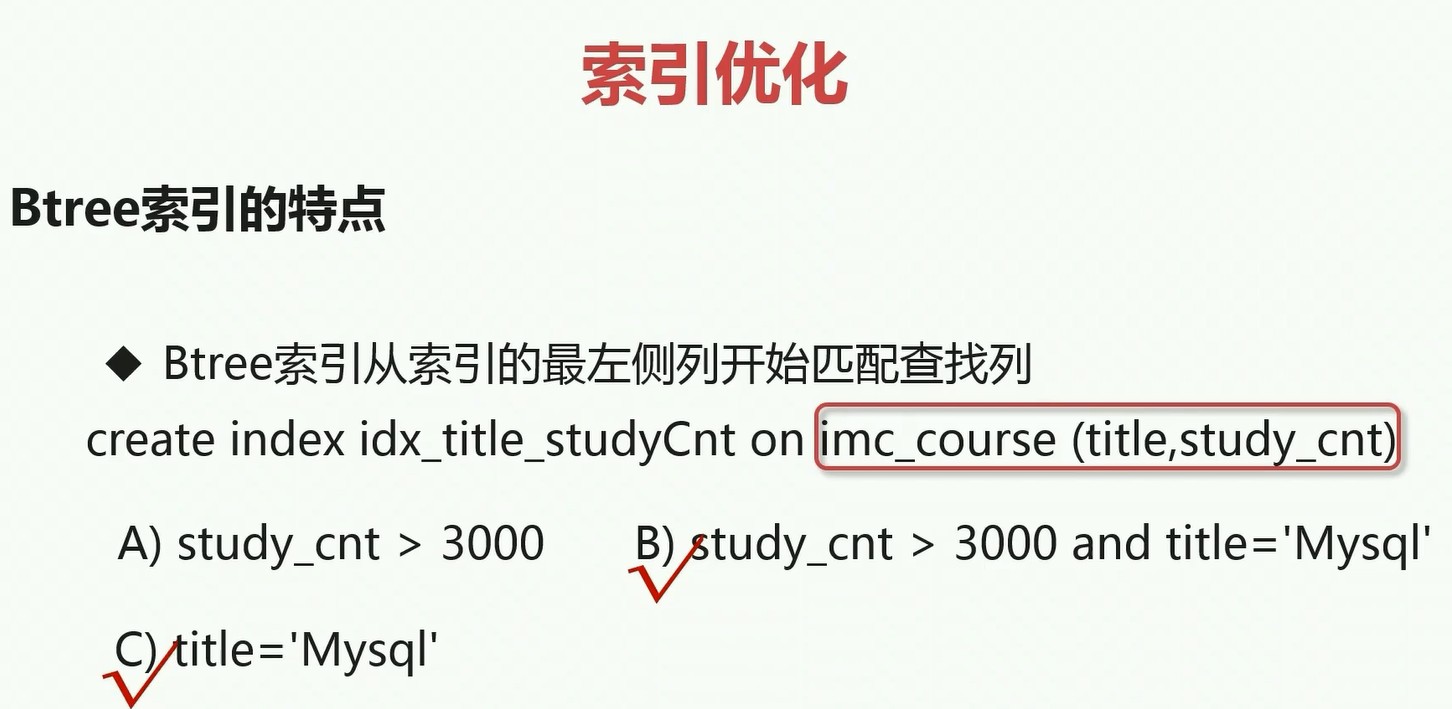 索引优化
Btree索引的特点
◆ Btree索引从索引的最左侧列开始匹配查找列
create index idx_title_studyCnt on imc_course (title,study_cnt)
A) study_cnt > 3000 B) study_cnt > 3000 and title='Mysql'
C) title='Mysql'